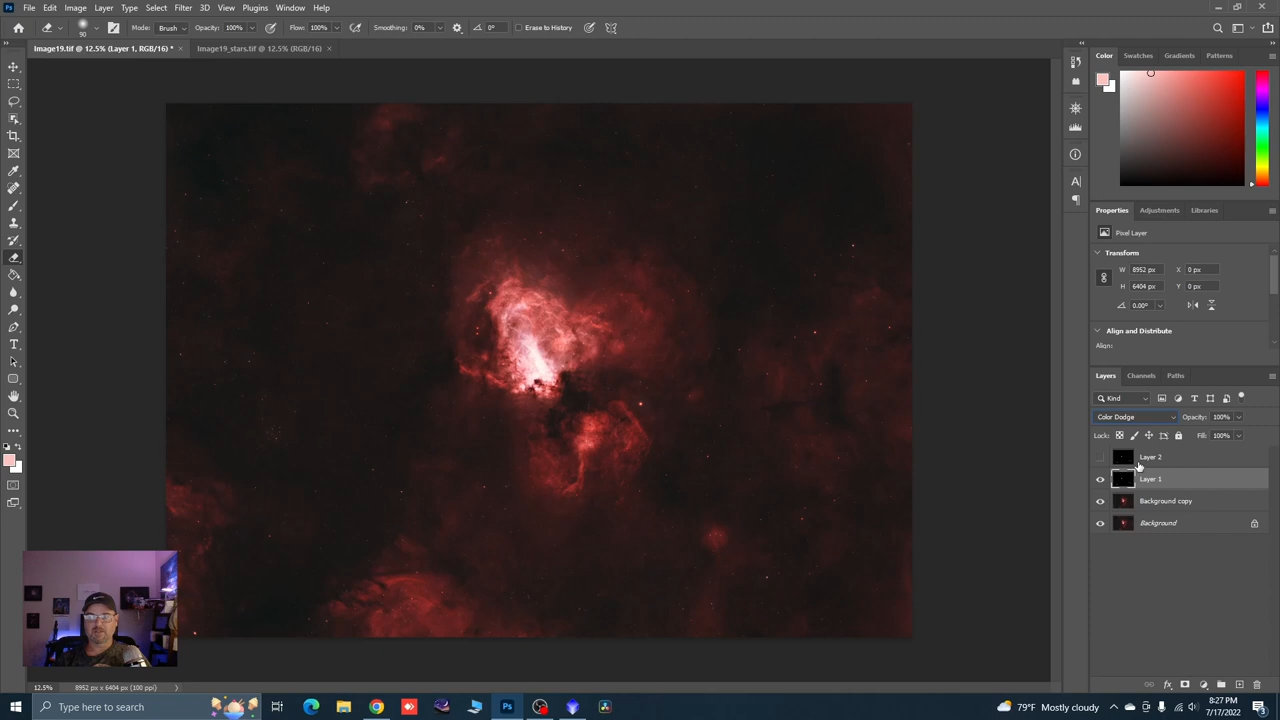 Ps File Edit Image Layer Type Select Filter 3D View Plugins Window Help
90 Mode: Brush Opacity: 100% Flow: 100% Smoothing: 0% 0° Erase to History
Image19.tif @ 12.5% (Layer 1, RGB/16) * × Image19_stars.tif @ 12.5% (RGB/16) ×
Color Swatches Gradients Patterns
Properties Adjustments Libraries
Pixel Layer
Transform
W 8952 px X 0 px
H 6404 px Y 0 px
0.00°
Align and Distribute
Align:
Layers Channels Paths
Kind
Color Dodge Opacity: 100%
Lock: Fill: 100%
Layer 2
Layer 1
Background copy
Background
12.5% 8952 px x 6404 px (100 ppi)
Type here to search
Ps
79°F Mostly cloudy
8:27 PM
7/17/2022
3